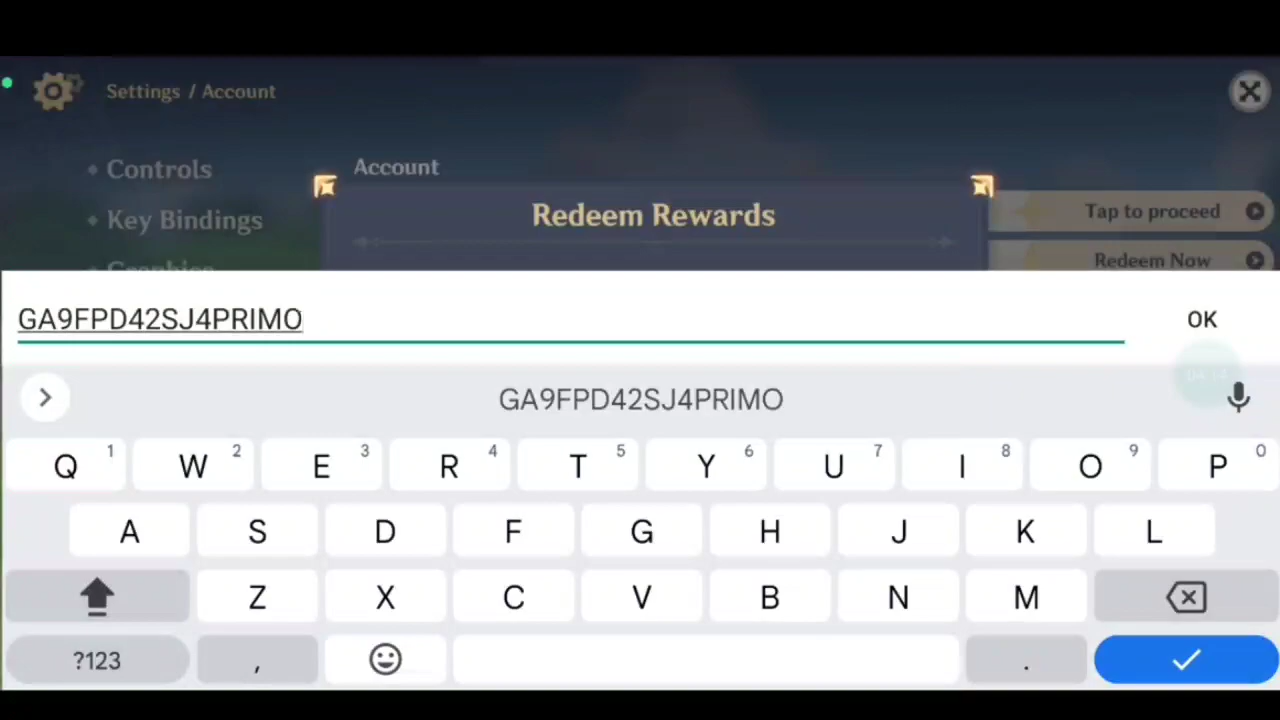 Settings / Account
Controls
Account
Key Bindings
Redeem Rewards
Tap to proceed
Graphics
Redeem Now
GA9FPD42SJ4PRIMO
OK
GA9FPD42SJ4PRIMO
Q 1 W 2 E 3 R 4 T 5 Y 6 U 7 I 8 O 9 P 0
A S D F G H J K L
Z X C V B N M
?123 , .